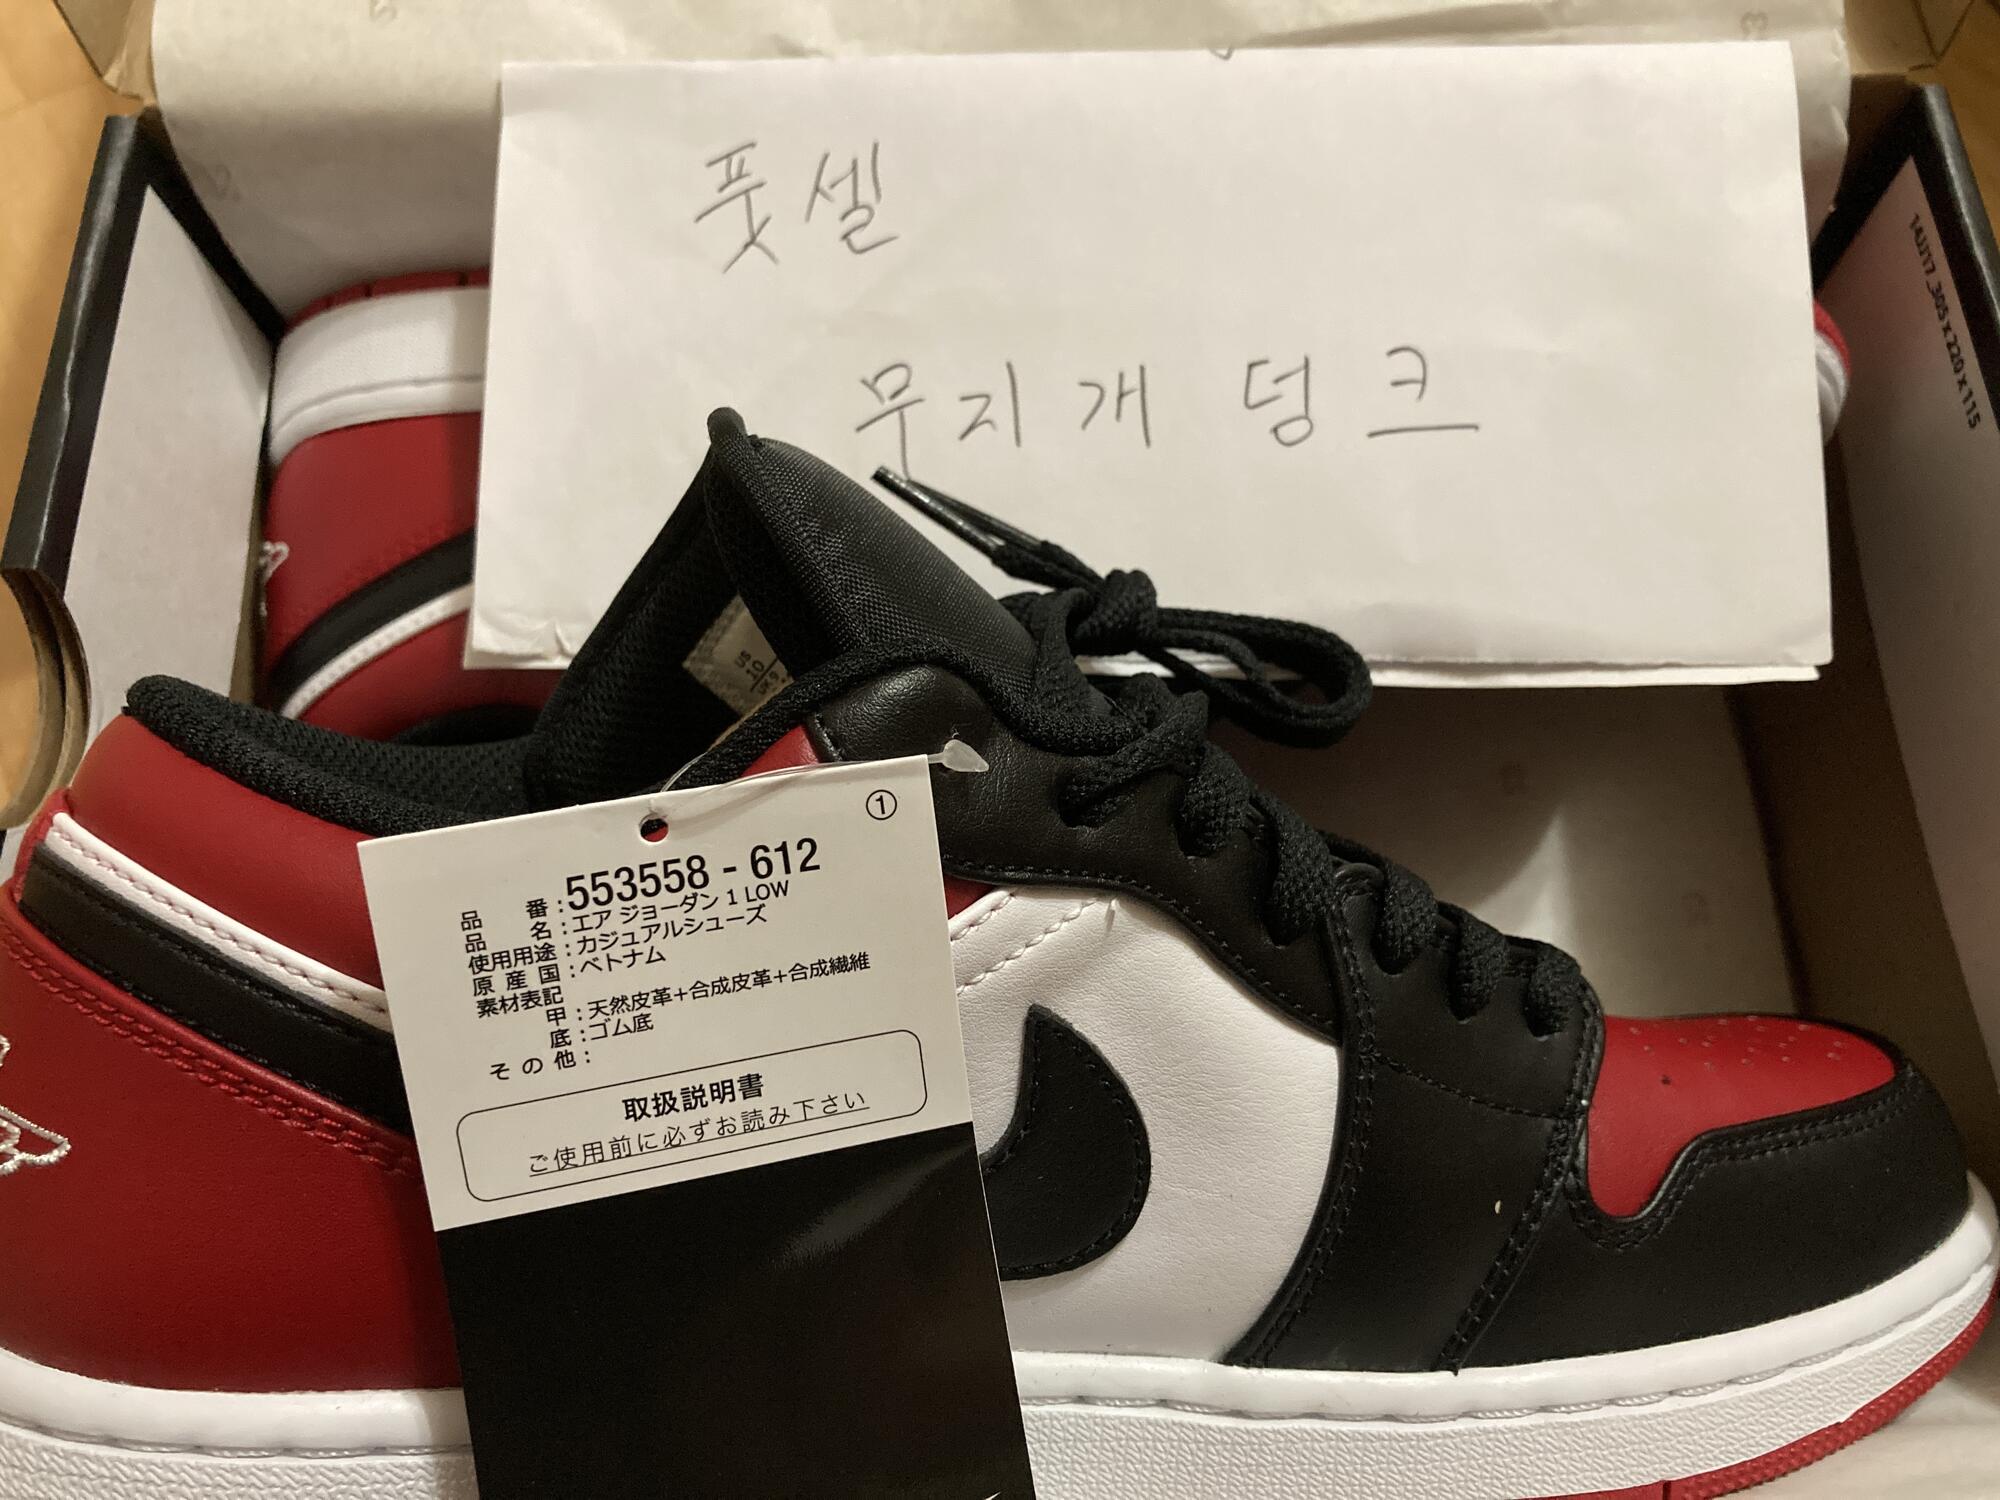 풋셀
무지개 덩크
14U17_305x220x115
US
10
①
品番:553558-612
品名:エア ジョーダン 1 LOW
使用用途:カジュアルシューズ
原産国:ベトナム
素材表記
甲:天然皮革+合成皮革+合成繊維
底:ゴム底
その他:
取扱説明書
ご使用前に必ずお読み下さい